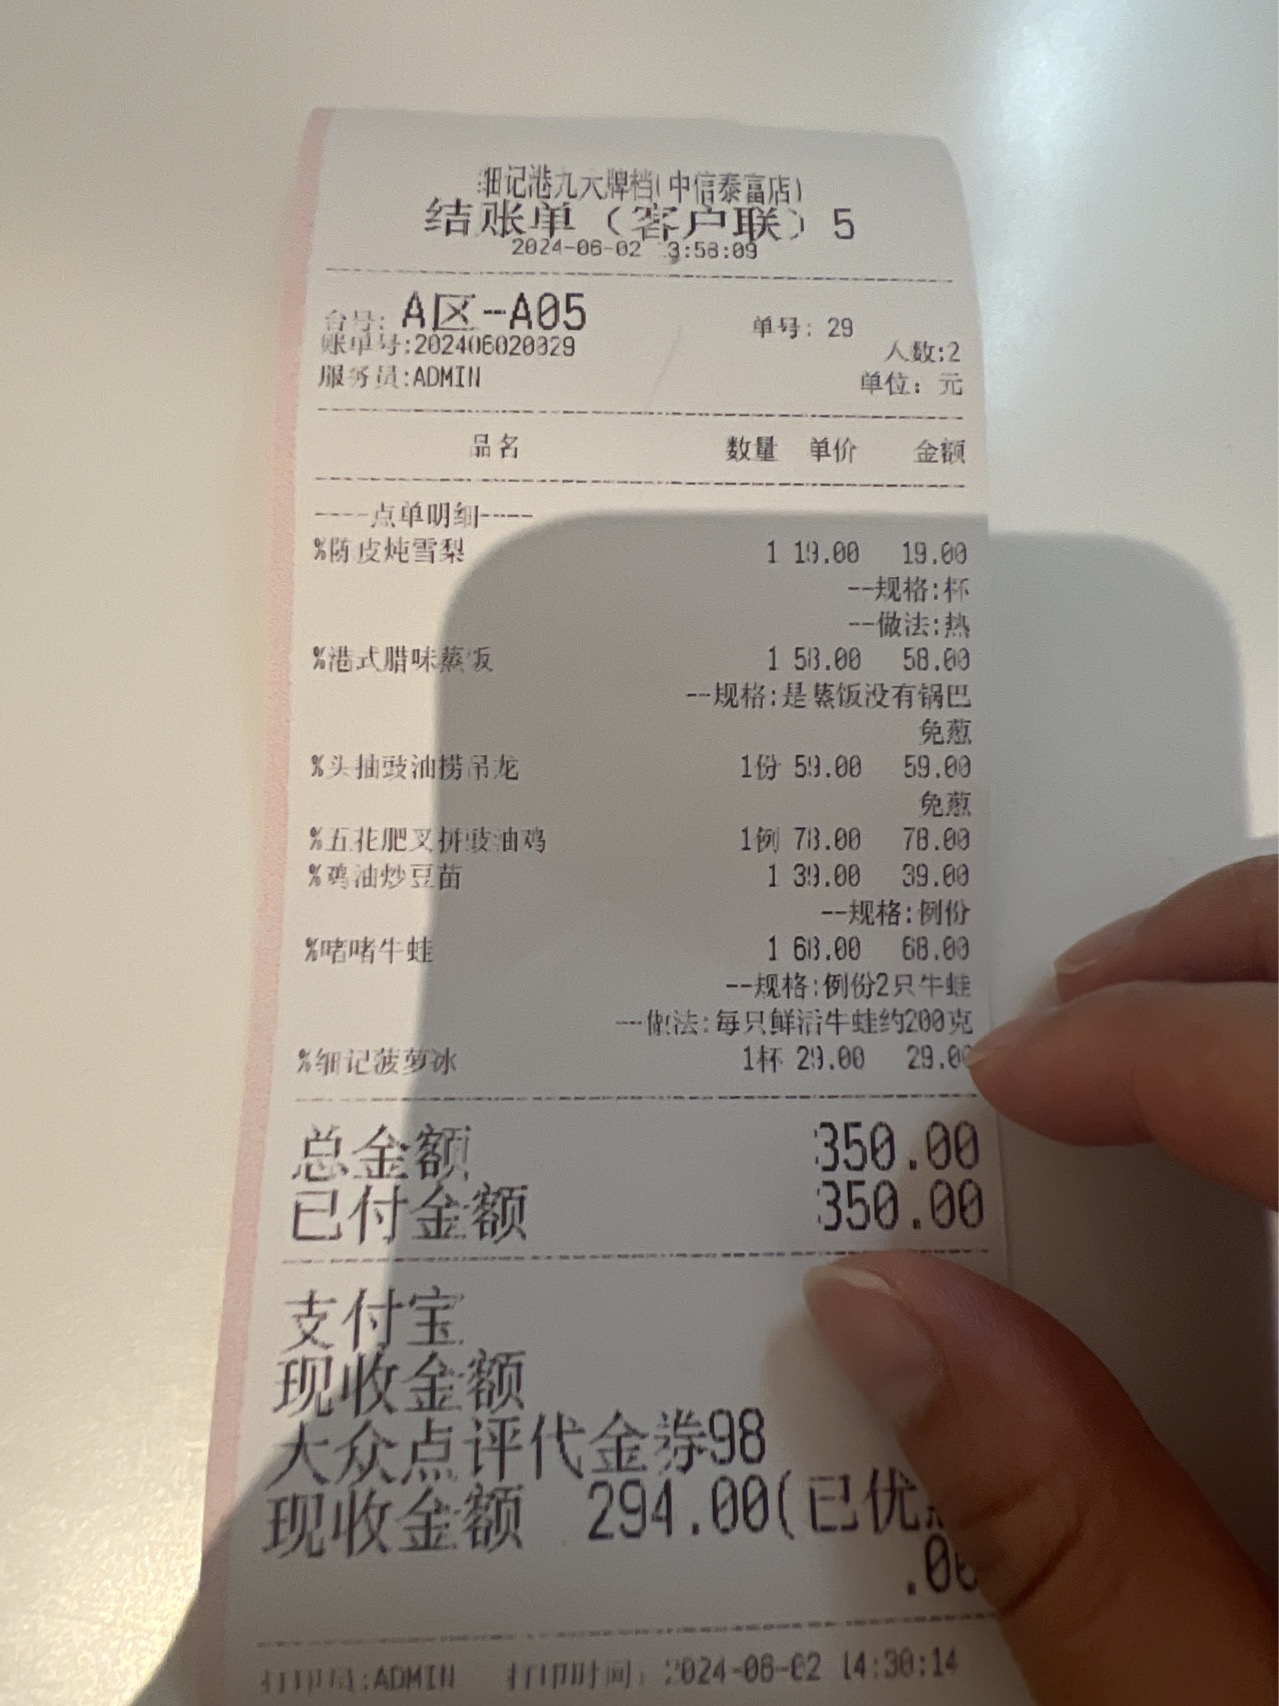 细记港九大牌档(中信泰富店)
结账单（客户联）5
2024-06-02 3:58:09
台号: A区-A05 单号: 29
账单号:202406020029 人数:2
服务员:ADMIN 单位: 元
品名 数量 单价 金额
----点单明细----
%陈皮炖雪梨 1 19.00 19.00
--规格:杯
--做法:热
%港式腊味蒸饭 1 58.00 58.00
--规格:是蒸饭没有锅巴
免葱
%头抽豉油捞吊龙 1份 59.00 59.00
免葱
%五花肥叉拼豉油鸡 1例 78.00 78.00
%鸡油炒豆苗 1 39.00 39.00
--规格:例份
%啫啫牛蛙 1 68.00 68.00
--规格:例份2只牛蛙
--做法:每只鲜活牛蛙约200克
%细记菠萝冰 1杯 29.00 29.00
总金额 350.00
已付金额 350.00
支付宝
现收金额
大众点评代金券98
现收金额 294.00(已优
.00
打印员:ADMIN 打印时间: 2024-06-02 14:30:14